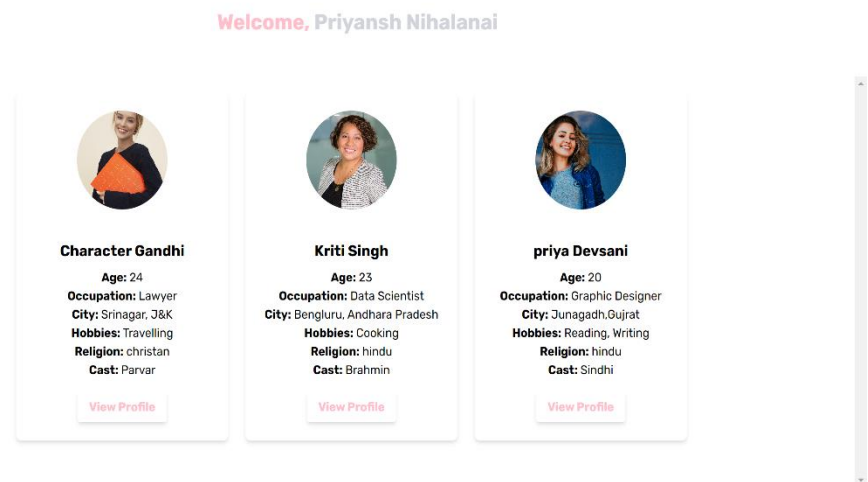 Welcome, Priyansh Nihalanai
Character Gandhi
Age: 24
Occupation: Lawyer
City: Srinagar, J&K
Hobbies: Travelling
Religion: christan
Cast: Parvar
View Profile
Kriti Singh
Age: 23
Occupation: Data Scientist
City: Bengluru, Andhara Pradesh
Hobbies: Cooking
Religion: hindu
Cast: Brahmin
View Profile
priya Devsani
Age: 20
Occupation: Graphic Designer
City: Junagadh,Gujrat
Hobbies: Reading, Writing
Religion: hindu
Cast: Sindhi
View Profile